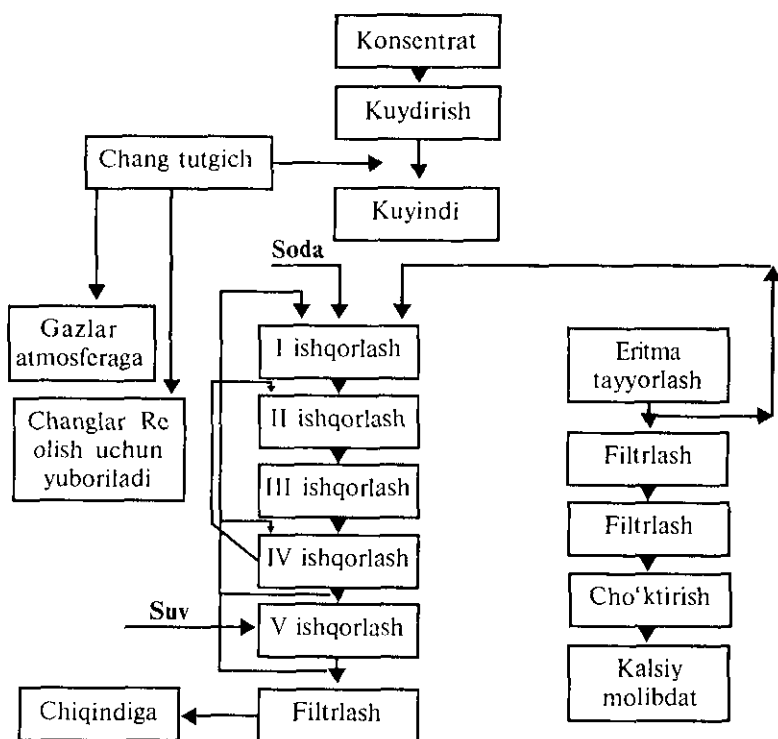 Konsentrat
Kuydirish
Chang tutgich
Kuyindi
Soda
Gazlar
atmosferaga
I ishqorlash
Eritma
tayyorlash
Changlar Re
olish uchun
yuboriladi
II ishqorlash
Filtrlash
III ishqorlash
Filtrlash
IV ishqorlash
Cho‘ktirish
Suv
V ishqorlash
Kalsiy
molibdat
Chiqindiga
Filtrlash